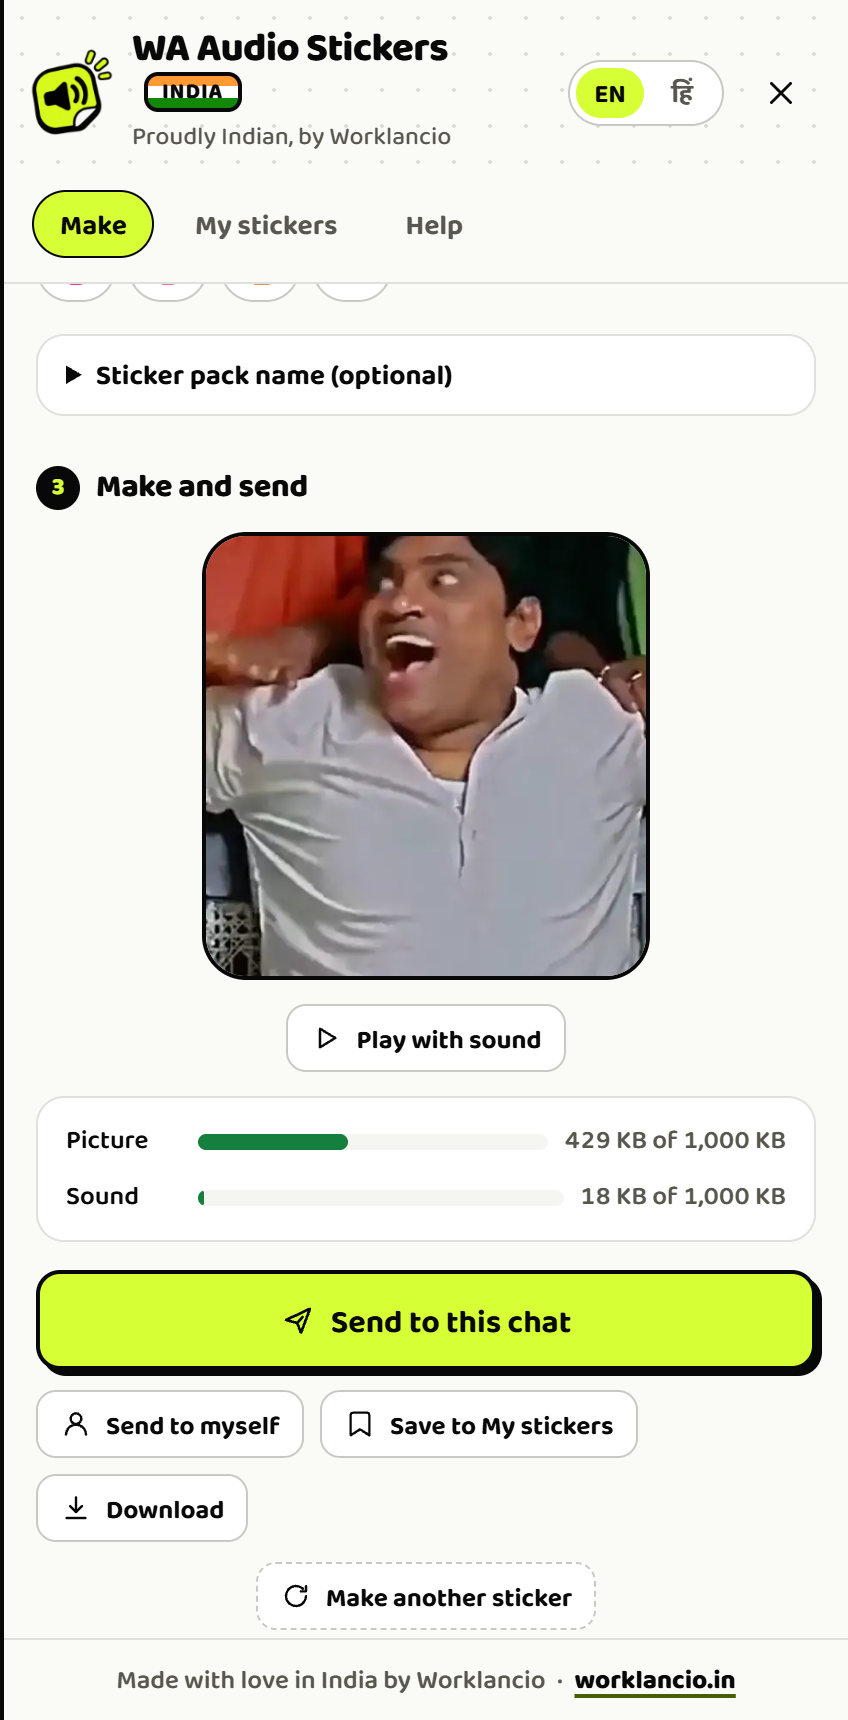 WA Audio Stickers
INDIA
Proudly Indian, by Worklancio
EN हिं
Make My stickers Help
Sticker pack name (optional)
3 Make and send
Play with sound
Picture 429 KB of 1,000 KB
Sound 18 KB of 1,000 KB
Send to this chat
Send to myself Save to My stickers
Download
Make another sticker
Made with love in India by Worklancio · worklancio.in